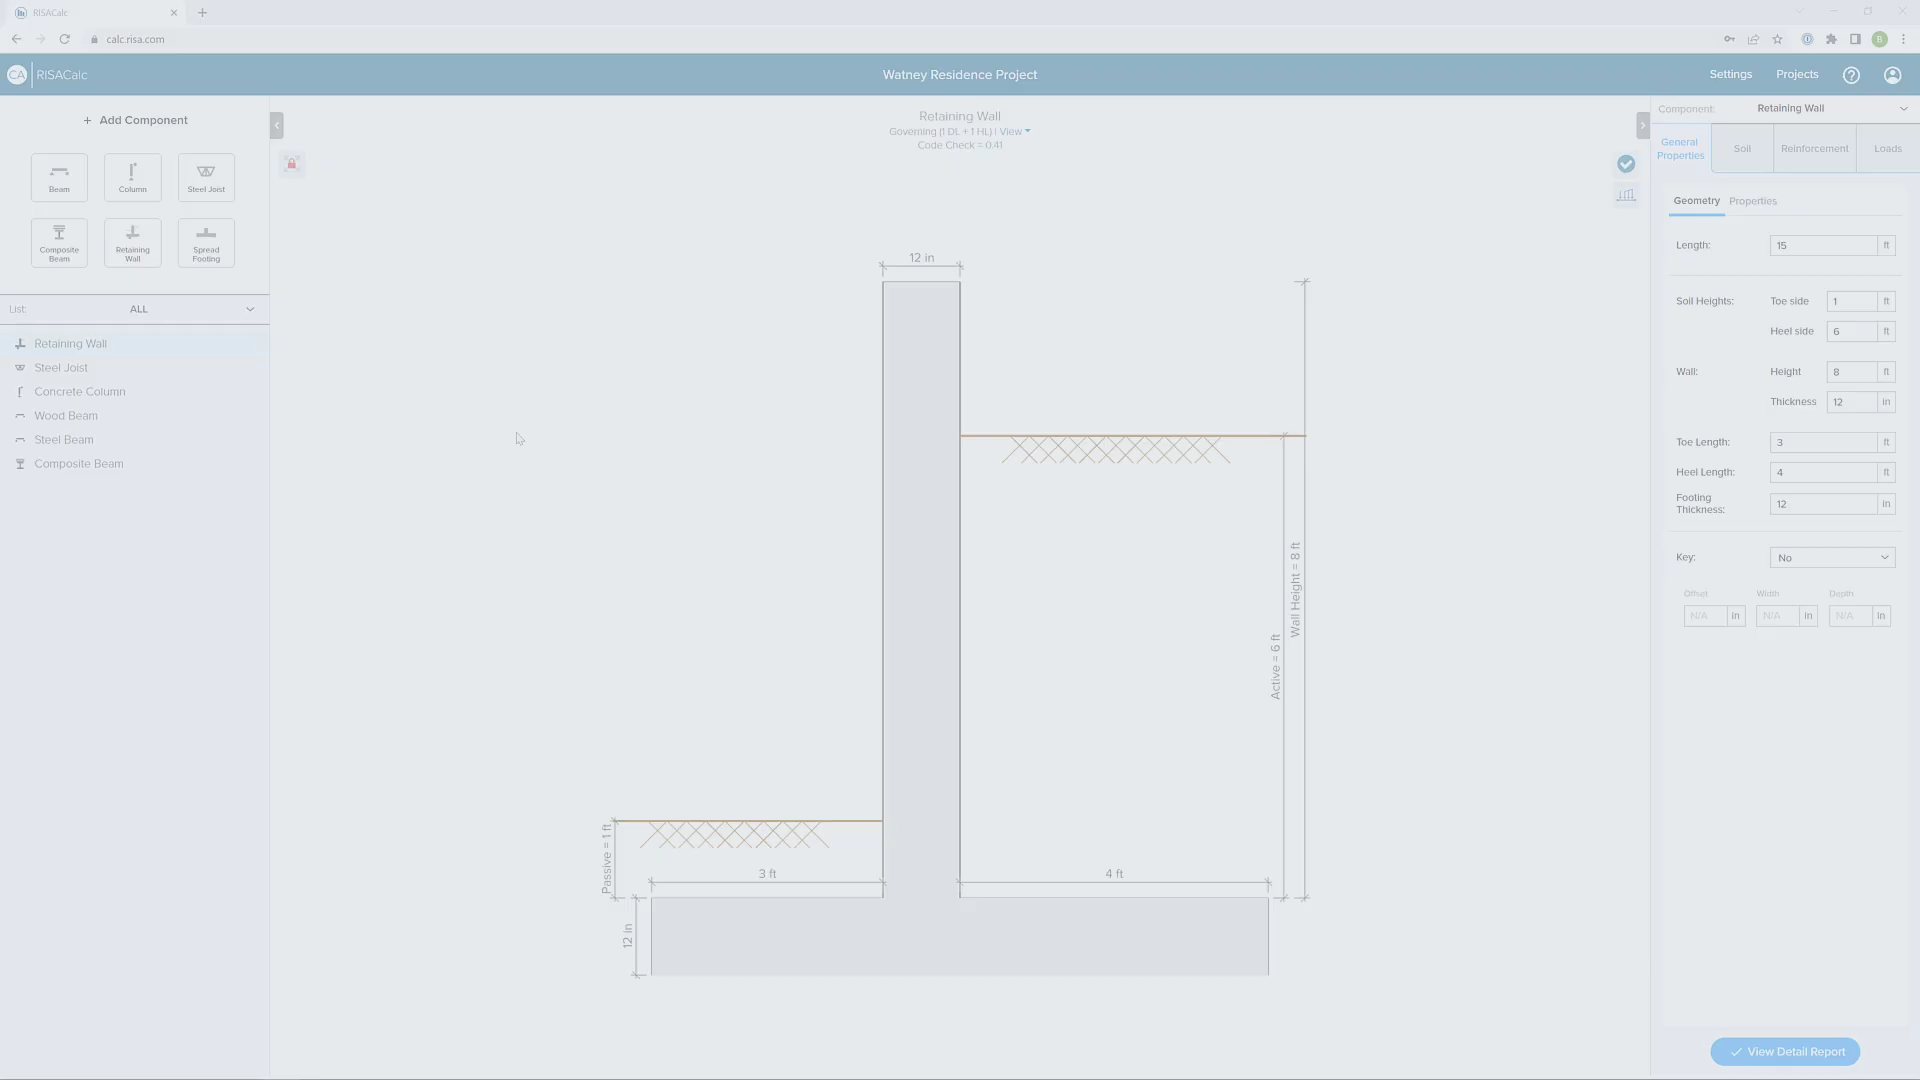 RISACalc
calc.risa.com
B
CA RISACalc
Watney Residence Project
Settings
Projects
+ Add Component
Beam
Column
Steel Joist
Composite
Beam
Retaining
Wall
Spread
Footing
List:
ALL
Retaining Wall
Steel Joist
Concrete Column
Wood Beam
Steel Beam
Composite Beam
Retaining Wall
Governing (1 DL + 1 HL) | View
Code Check = 0.41
12 in
Wall Height = 8 ft
Active = 6 ft
Passive = 1 ft
3 ft
4 ft
12 in
Component:
Retaining Wall
General
Properties
Soil
Reinforcement
Loads
Geometry
Properties
Length:
15
ft
Soil Heights:
Toe side
1
ft
Heel side
6
ft
Wall:
Height
8
ft
Thickness
12
in
Toe Length:
3
ft
Heel Length:
4
ft
Footing
Thickness:
12
in
Key:
No
Offset
Width
Depth
N/A
in
N/A
in
N/A
in
View Detail Report